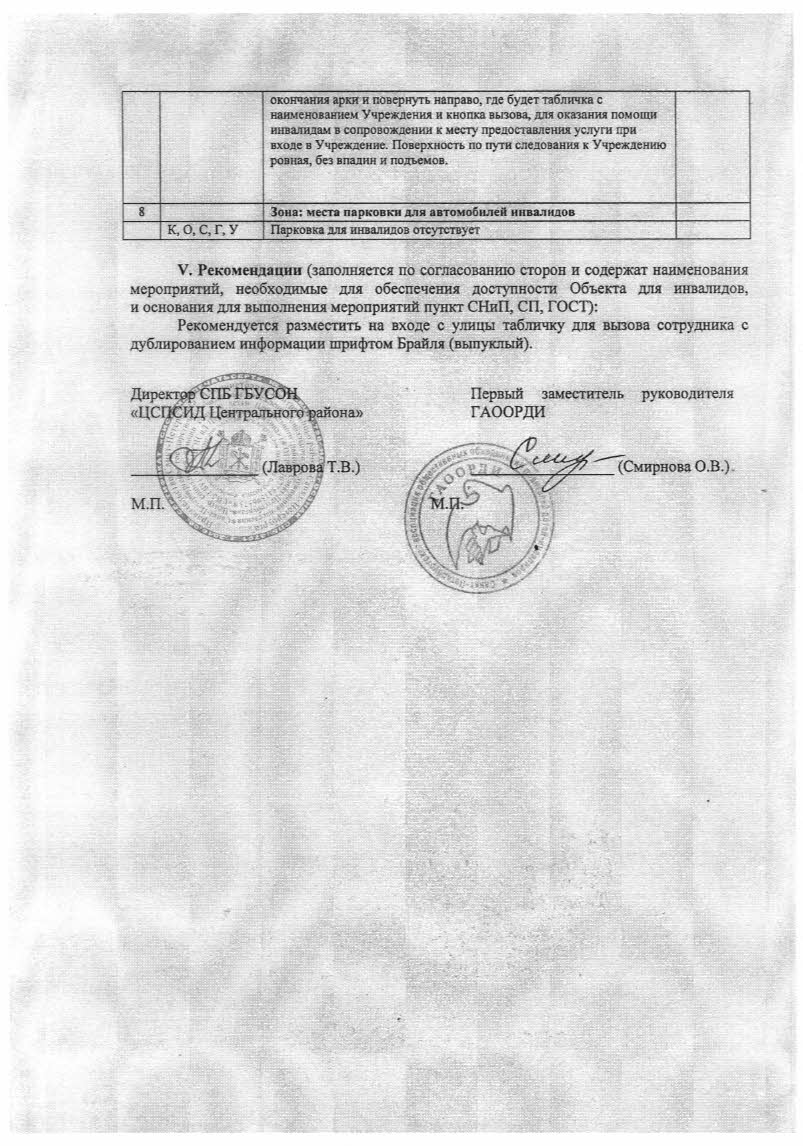 окончания арки и повернуть направо, где будет табличка с
наименованием Учреждения и кнопка вызова, для оказания помощи
инвалидам в сопровождении к месту предоставления услуги при
входе в Учреждение. Поверхность по пути следования к Учреждению
ровная, без впадин и подъемов.
8 Зона: места парковки для автомобилей инвалидов
К, О, С, Г, У Парковка для инвалидов отсутствует
V. Рекомендации (заполняется по согласованию сторон и содержат наименования
мероприятий, необходимые для обеспечения доступности Объекта для инвалидов,
и основания для выполнения мероприятий пункт СНиП, СП, ГОСТ):
Рекомендуется разместить на входе с улицы табличку для вызова сотрудника с
дублированием информации шрифтом Брайля (выпуклый).
Директор СПБ ГБУСОН
«ЦСПСИД Центрального района»
(Лаврова Т.В.)
М.П.
Первый заместитель руководителя
ГАООРДИ
(Смирнова О.В.)
М.П.
ГАООРДИ